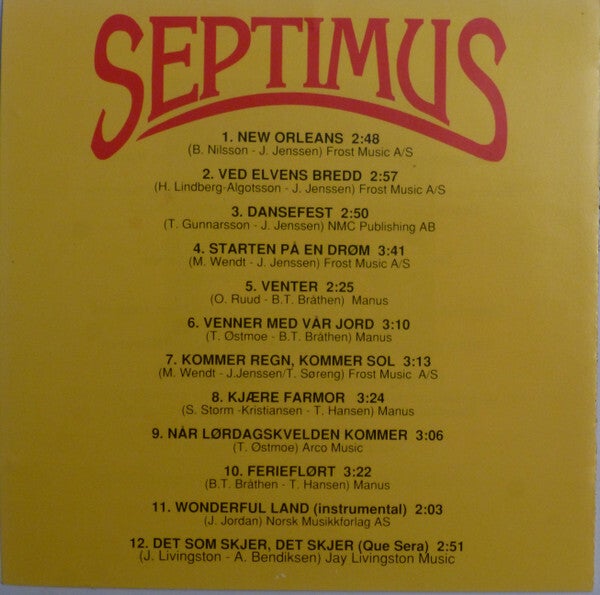 SEPTIMUS
1. NEW ORLEANS 2:48
(B. Nilsson - J. Jenssen) Frost Music A/S
2. VED ELVENS BREDD 2:57
(H. Lindberg-Algotsson - J. Jenssen) Frost Music A/S
3. DANSEFEST 2:50
(T. Gunnarsson - J. Jenssen) NMC Publishing AB
4. STARTEN PÅ EN DRØM 3:41
(M. Wendt - J. Jenssen) Frost Music A/S
5. VENTER 2:25
(O. Ruud - B.T. Bråthen) Manus
6. VENNER MED VÅR JORD 3:10
(T. Østmoe - B.T. Bråthen) Manus
7. KOMMER REGN, KOMMER SOL 3:13
(M. Wendt - J.Jenssen/T. Søreng) Frost Music A/S
8. KJÆRE FARMOR 3:24
(S. Storm -Kristiansen - T. Hansen) Manus
9. NÅR LØRDAGSKVELDEN KOMMER 3:06
(T. Østmoe) Arco Music
10. FERIEFLØRT 3:22
(B.T. Bråthen - T. Hansen) Manus
11. WONDERFUL LAND (instrumental) 2:03
(J. Jordan) Norsk Musikkforlag AS
12. DET SOM SKJER, DET SKJER (Que Sera) 2:51
(J. Livingston - A. Bendiksen) Jay Livingston Music